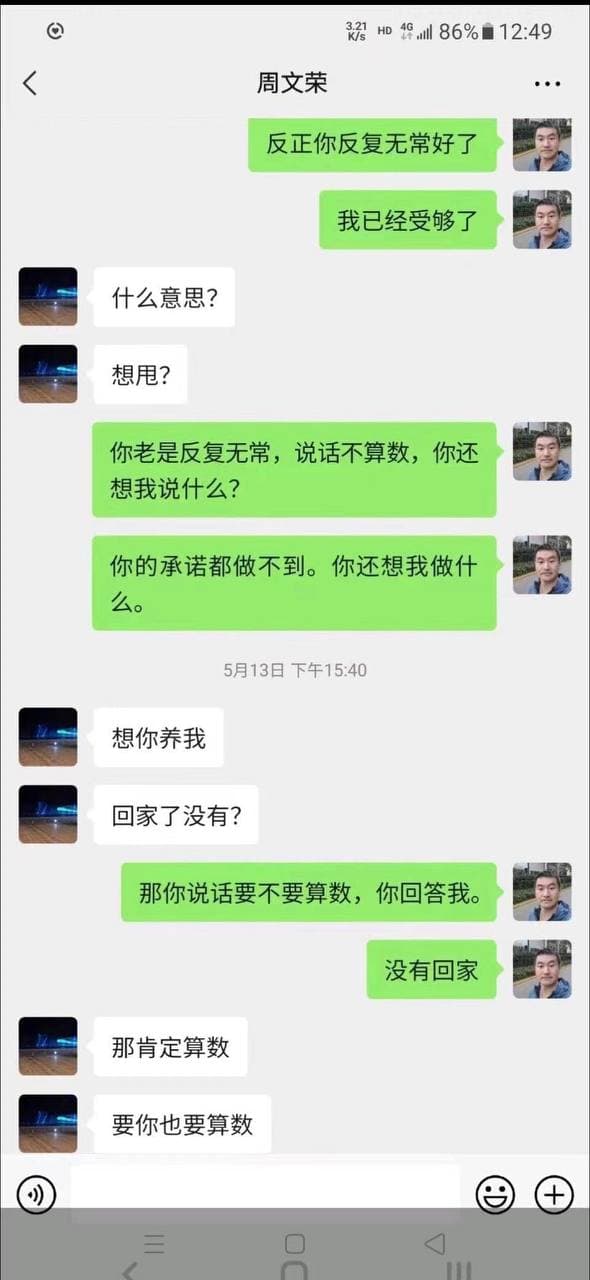 3.21
K/s
HD
4G
86%
12:49
周文荣
反正你反复无常好了
我已经受够了
什么意思？
想甩？
你老是反复无常，说话不算数，你还
想我说什么？
你的承诺都做不到。你还想我做什
么。
5月13日 下午15:40
想你养我
回家了没有？
那你说话要不要算数，你回答我。
没有回家
那肯定算数
要你也要算数